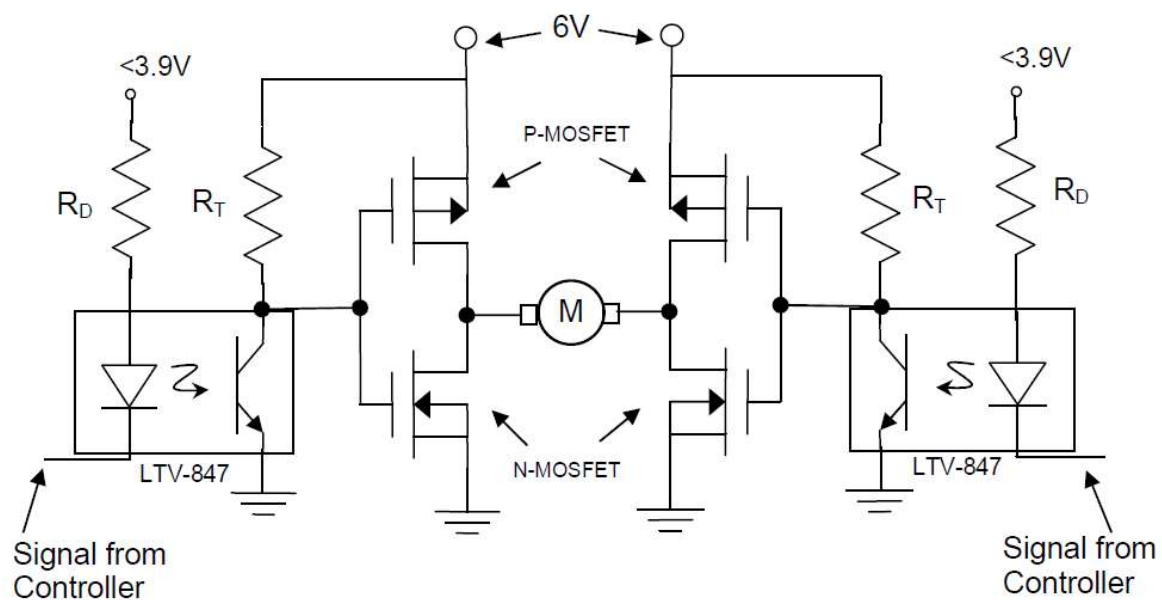 6V
<3.9V
<3.9V
P-MOSFET
RD
RT
RT
RD
M
LTV-847
N-MOSFET
LTV-847
Signal from
Controller
Signal from
Controller